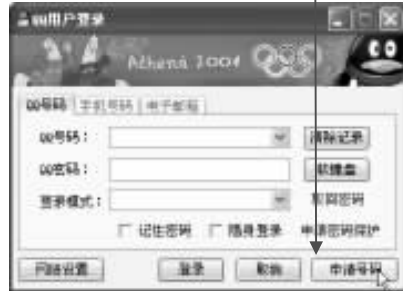 QQ用户登录
Athena 2004
QQ号码 手机号码 电子邮箱
QQ号码： 清除记录
QQ密码： 软键盘
登录模式： 取回密码
记住密码 隐身登录 申请密码保护
网络设置 登录 取消 申请号码